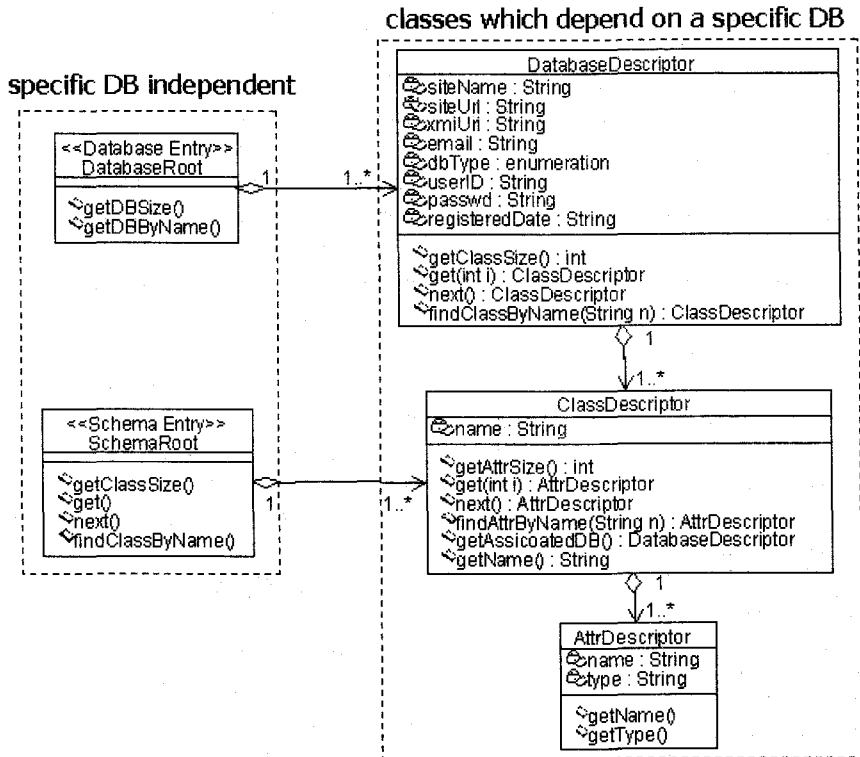 classes which depend on a specific DB
specific DB independent
<<Database Entry>>
DatabaseRoot
getDBSize()
getDBByName()
1
1..*
DatabaseDescriptor
siteName : String
siteUrl : String
xmiUri : String
email : String
dbType : enumeration
userID : String
passwd : String
registeredDate : String
getClassSize() : int
get(int i) : ClassDescriptor
next() : ClassDescriptor
findClassByName(String n) : ClassDescriptor
1
1..*
<<Schema Entry>>
SchemaRoot
getClassSize()
get()
next()
findClassByName()
1
1..*
ClassDescriptor
name : String
getAttrSize() : int
get(int i) : AttrDescriptor
next() : AttrDescriptor
findAttrByName(String n) : AttrDescriptor
getAssicoatedDB() : DatabaseDescriptor
getName() : String
1
1..*
AttrDescriptor
name : String
type : String
getName()
getType()